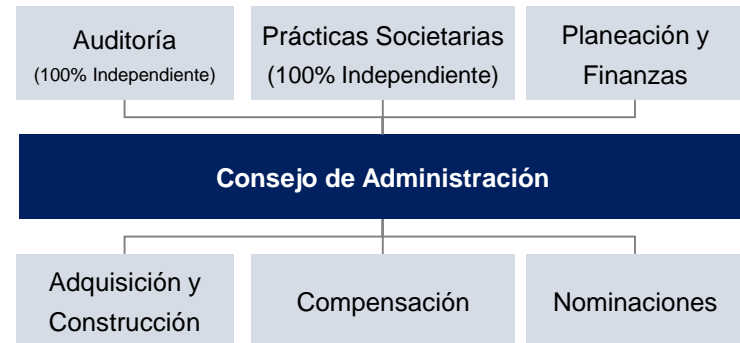 Auditoría
(100% Independiente)
Prácticas Societarias
(100% Independiente)
Planeación y
Finanzas
Consejo de Administración
Adquisición y
Construcción
Compensación
Nominaciones